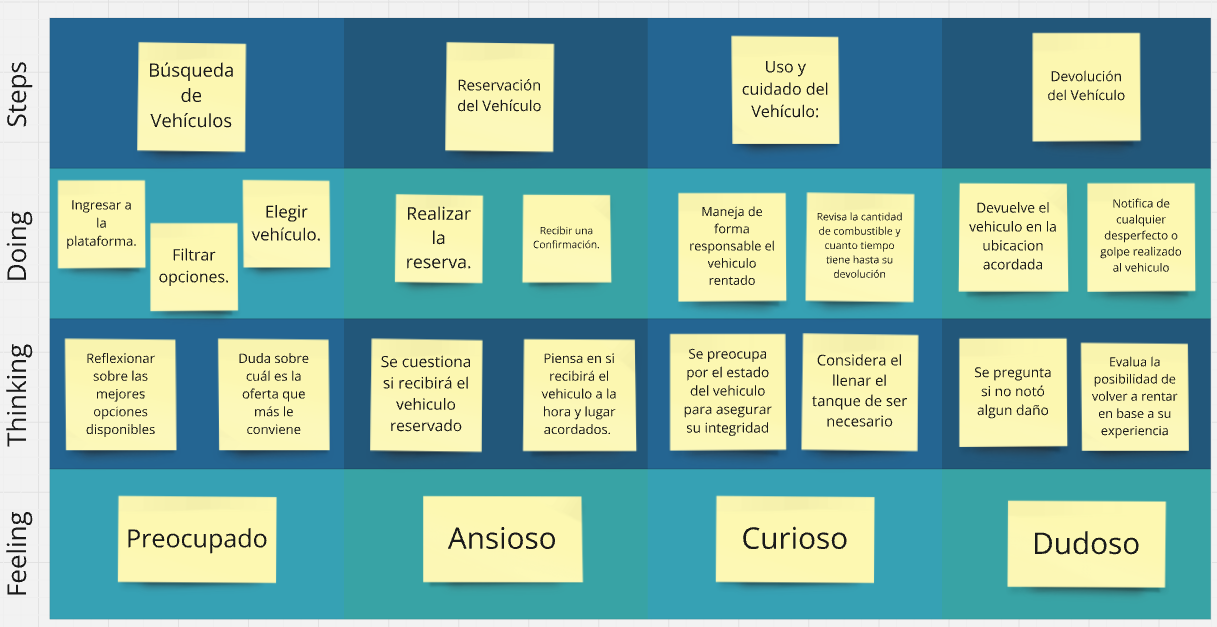 Steps
Búsqueda
de
Vehículos
Reservación
del Vehículo
Uso y
cuidado del
Vehículo:
Devolución
del Vehículo
Doing
Ingresar a
la
plataforma.
Filtrar
opciones.
Elegir
vehículo.
Realizar
la
reserva.
Recibir una
Confirmación.
Maneja de
forma
responsable el
vehiculo
rentado
Revisa la cantidad
de combustible y
cuanto tiempo
tiene hasta su
devolución
Devuelve el
vehiculo en la
ubicacion
acordada
Notifica de
cualquier
desperfecto o
golpe realizado
al vehiculo
Thinking
Reflexionar
sobre las
mejores
opciones
disponibles
Duda sobre
cuál es la
oferta que
más le
conviene
Se cuestiona
si recibirá el
vehiculo
reservado
Piensa en si
recibirá el
vehiculo a la
hora y lugar
acordados.
Se preocupa
por el estado
del vehiculo
para asegurar
su integridad
Considera el
llenar el
tanque de ser
necesario
Se pregunta
si no notó
algun daño
Evalua la
posibilidad de
volver a rentar
en base a su
experiencia
Feeling
Preocupado
Ansioso
Curioso
Dudoso